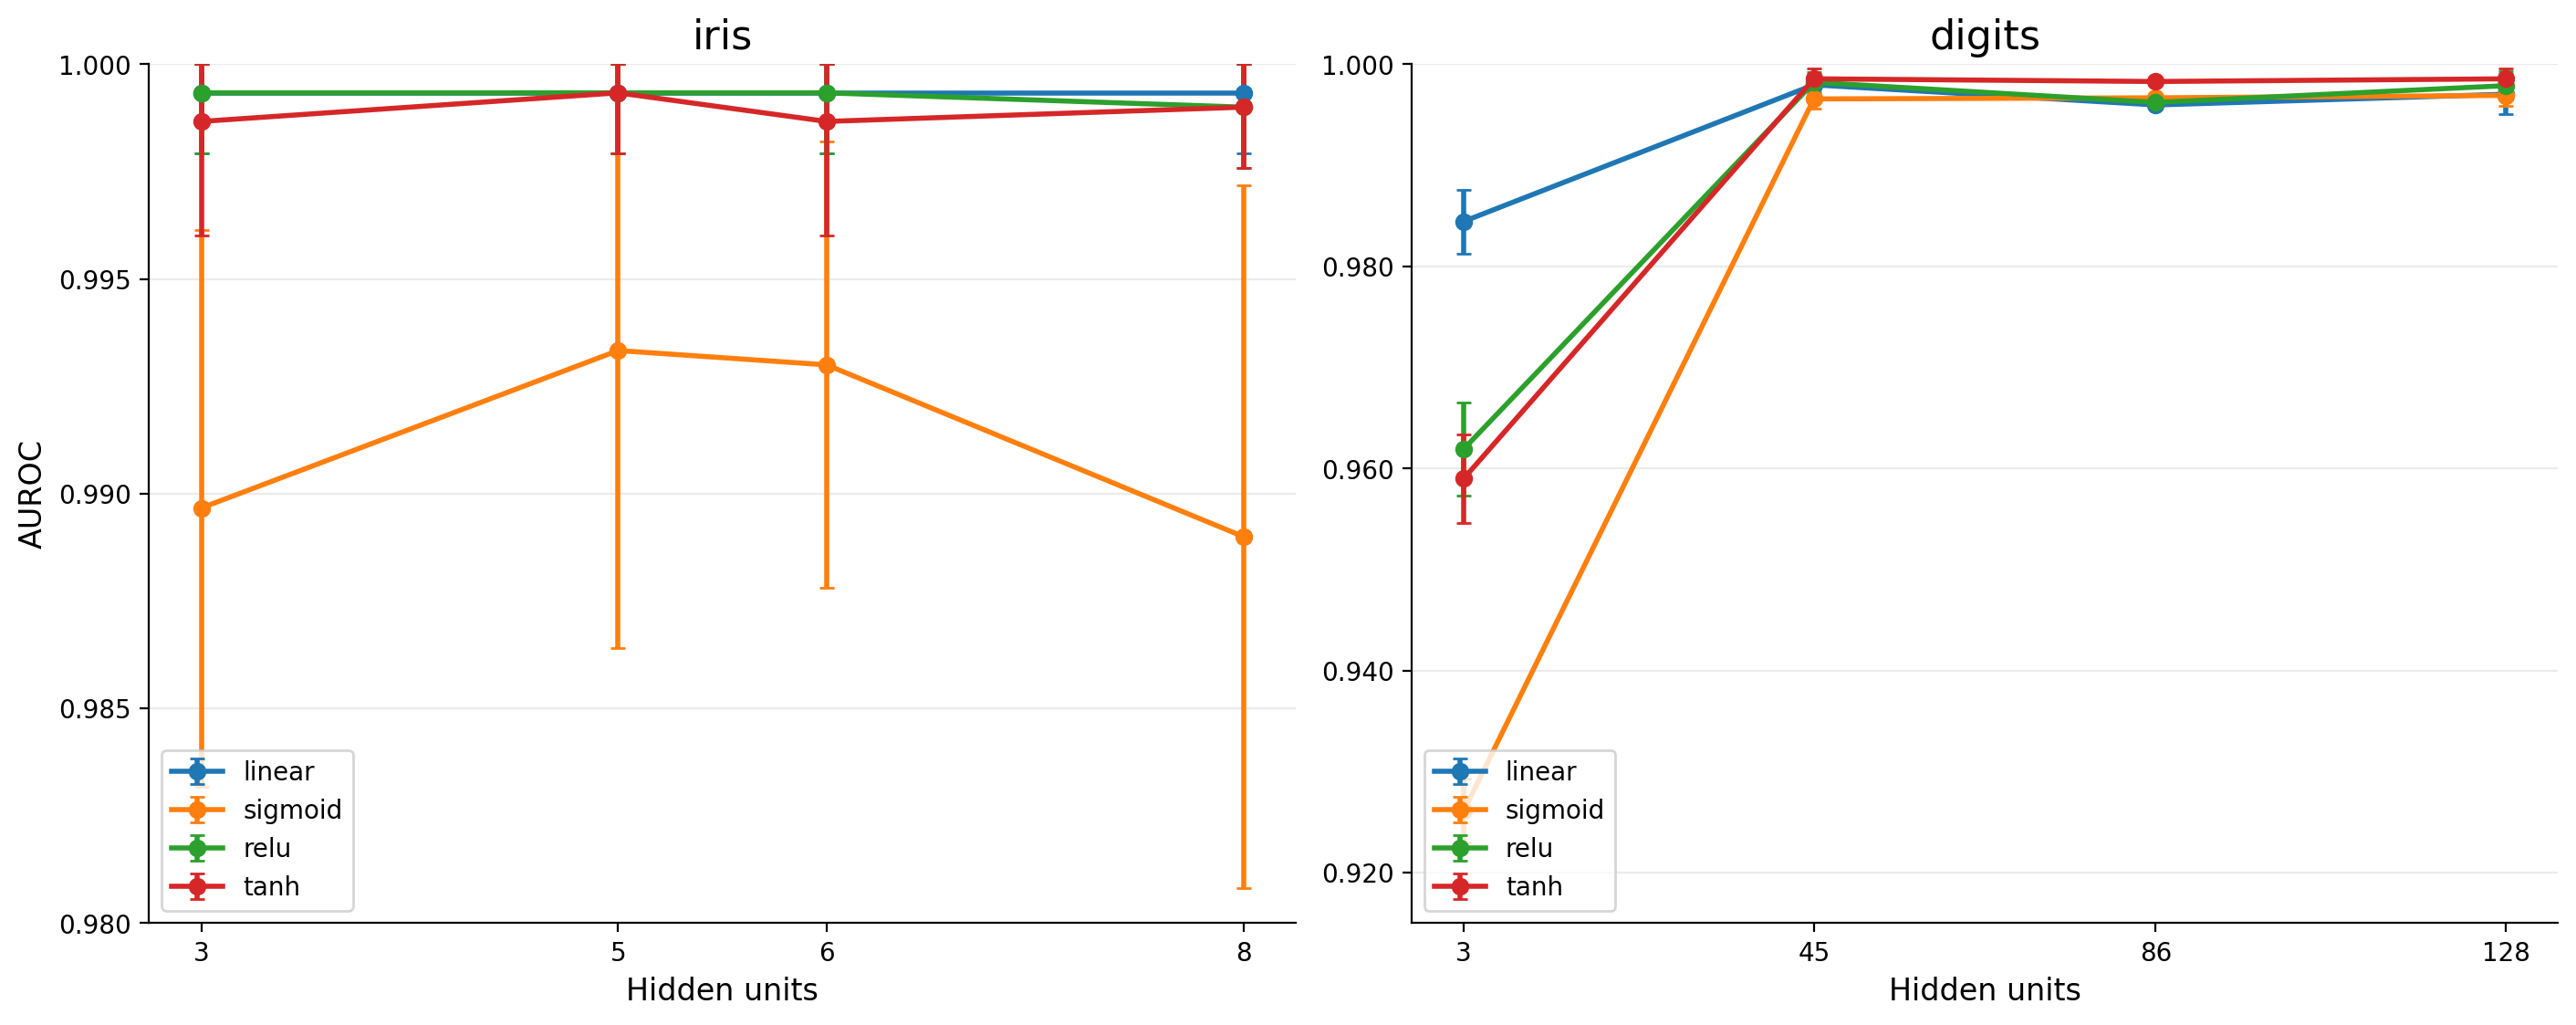 iris
1.000
0.995
0.990
0.985
0.980
AUROC
linear
sigmoid
relu
tanh
3 5 6 8
Hidden units
digits
1.000
0.980
0.960
0.940
0.920
linear
sigmoid
relu
tanh
3 45 86 128
Hidden units